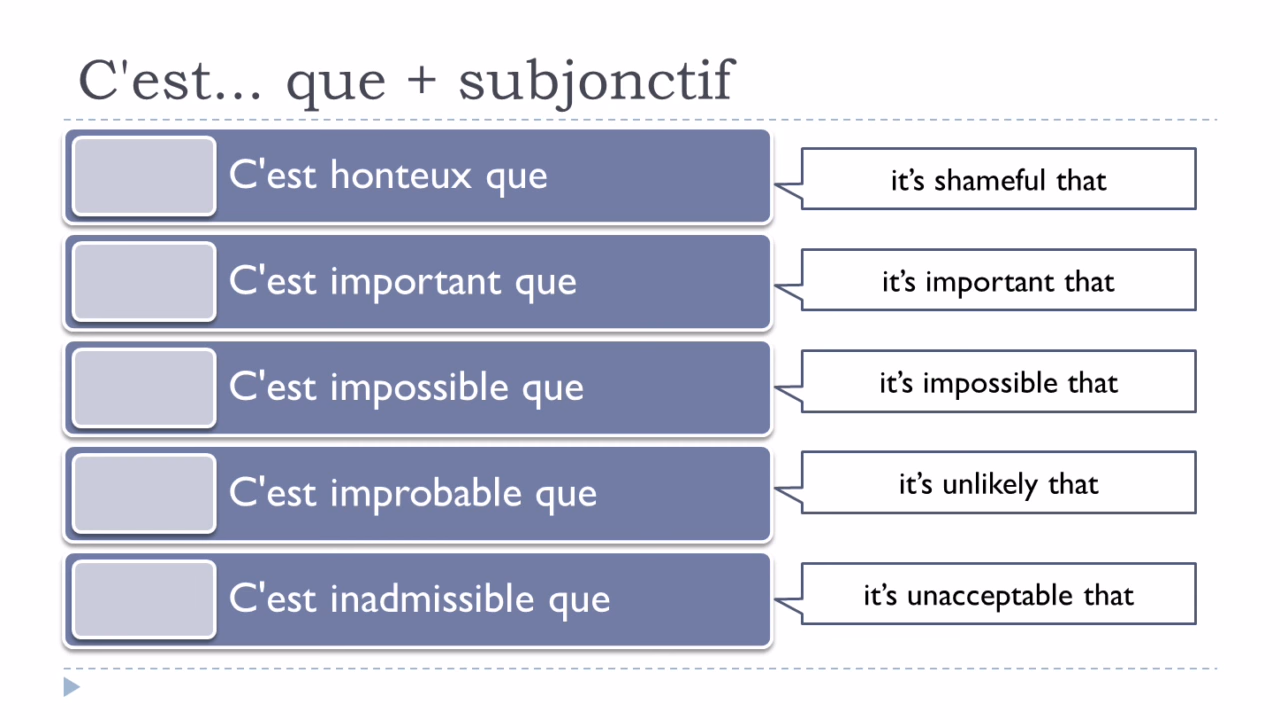 C'est... que + subjonctif
C'est honteux que
it’s shameful that
C'est important que
it’s important that
C'est impossible que
it’s impossible that
C'est improbable que
it’s unlikely that
C'est inadmissible que
it’s unacceptable that